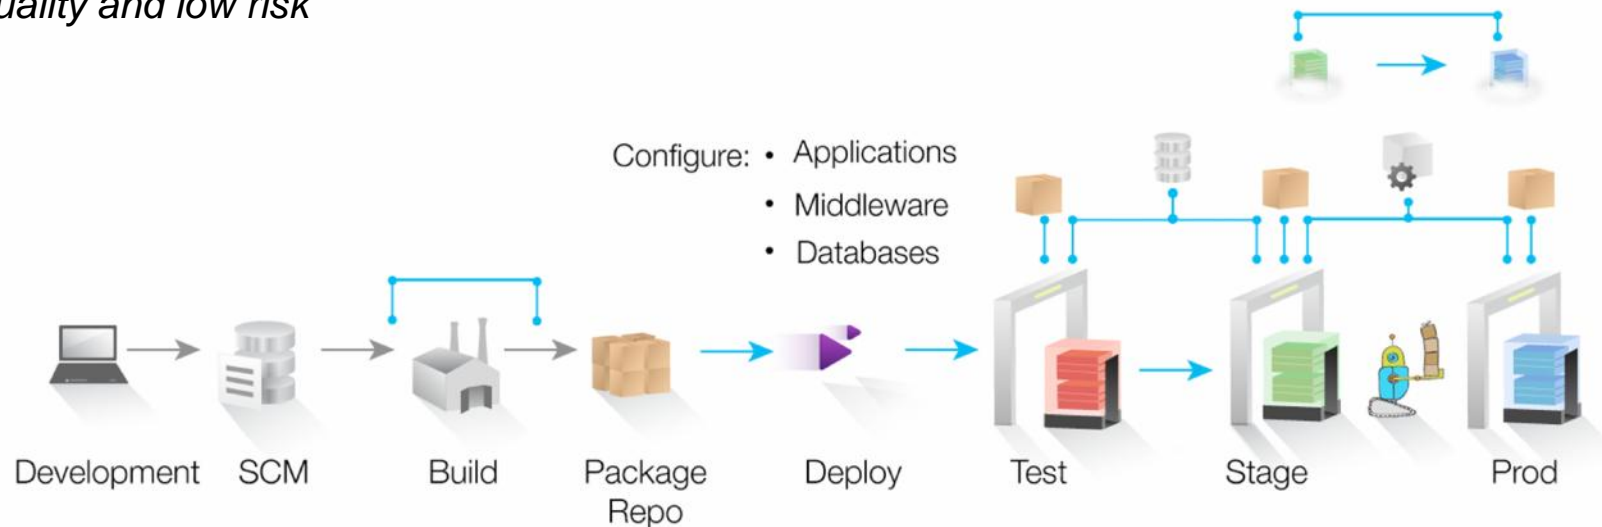 uality and low risk
Configure: • Applications
• Middleware
• Databases
Development SCM Build Package Deploy Test Stage Prod
Repo